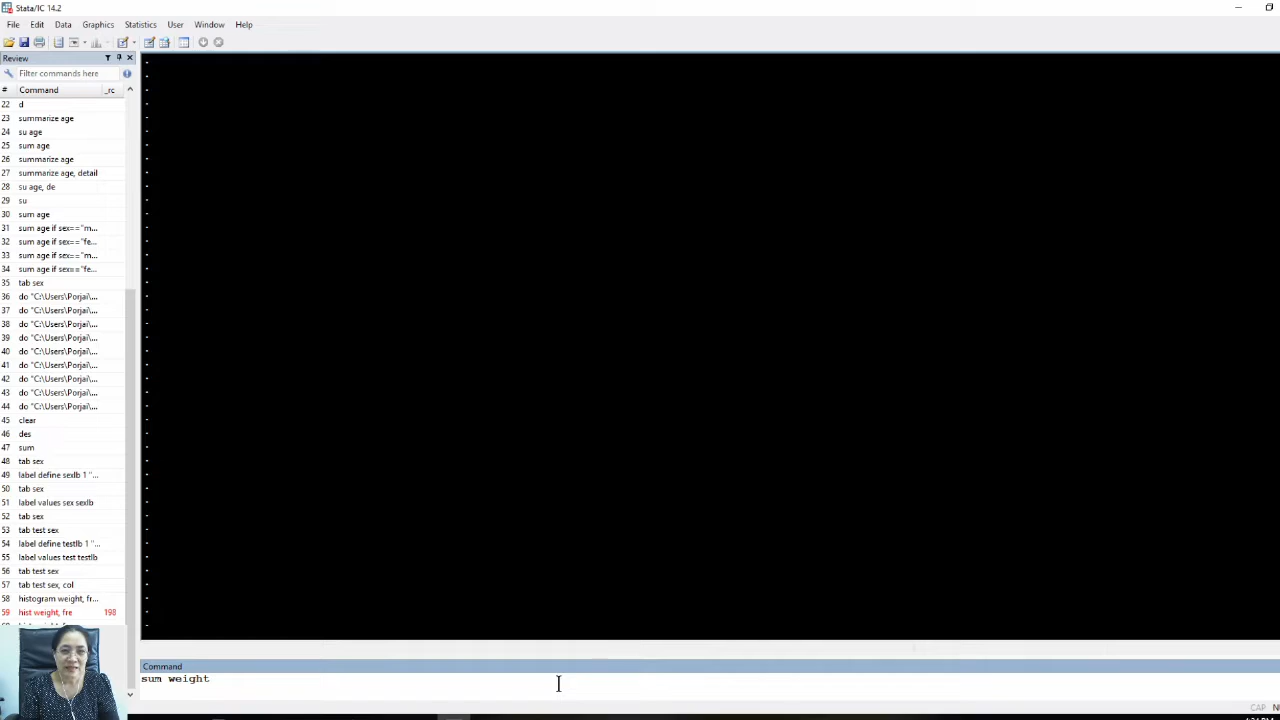 Stata/IC 14.2
File Edit Data Graphics Statistics User Window Help
Review
Filter commands here
# Command _rc
22 d
23 summarize age
24 su age
25 sum age
26 summarize age
27 summarize age, detail
28 su age, de
29 su
30 sum age
31 sum age if sex=="m...
32 sum age if sex=="fe...
33 sum age if sex=="m...
34 sum age if sex=="fe...
35 tab sex
36 do "C:\Users\Porjai\...
37 do "C:\Users\Porjai\...
38 do "C:\Users\Porjai\...
39 do "C:\Users\Porjai\...
40 do "C:\Users\Porjai\...
41 do "C:\Users\Porjai\...
42 do "C:\Users\Porjai\...
43 do "C:\Users\Porjai\...
44 do "C:\Users\Porjai\...
45 clear
46 des
47 sum
48 tab sex
49 label define sexlb 1 "...
50 tab sex
51 label values sex sexlb
52 tab sex
53 tab test sex
54 label define testlb 1 "...
55 label values test testlb
56 tab test sex
57 tab test sex, col
58 histogram weight, fr...
59 hist weight, fre 198
Command
sum weight
CAP